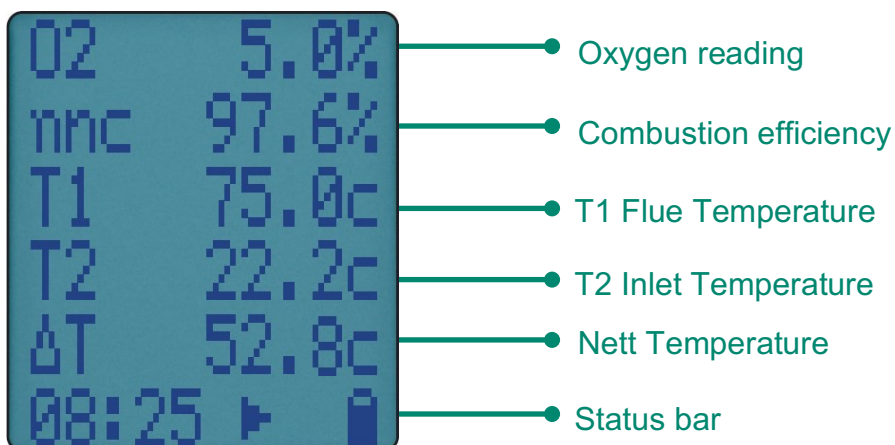 O2 5.0% Oxygen reading
nnc 97.6% Combustion efficiency
T1 75.0c T1 Flue Temperature
T2 22.2c T2 Inlet Temperature
ΔT 52.8c Nett Temperature
08:25 Status bar